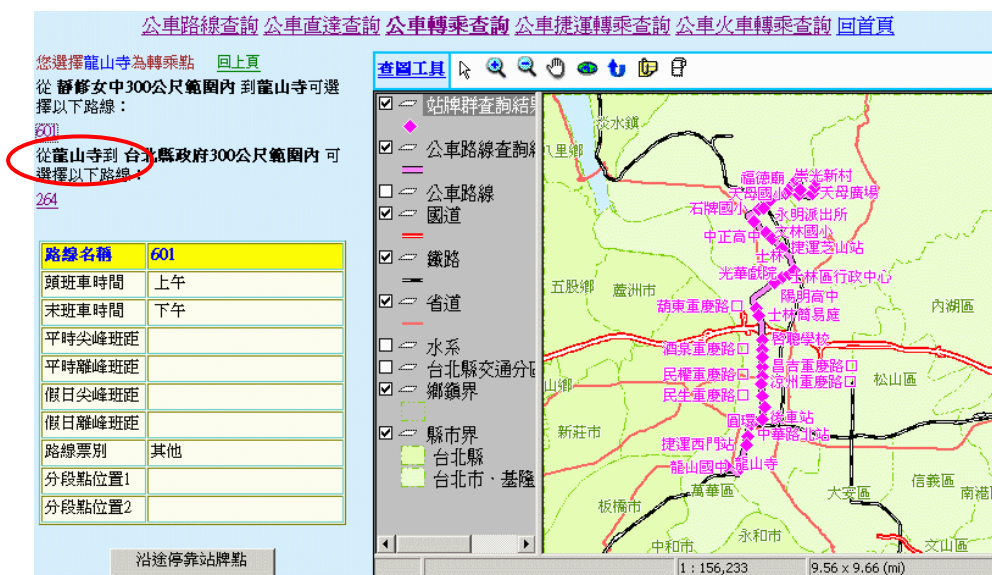 公車路線查詢 公車直達查詢 公車轉乘查詢 公車捷運轉乘查詢 公車火車轉乘查詢 回首頁
您選擇龍山寺為轉乘點 回上頁
從 靜修女中300公尺範圍內 到龍山寺可選
擇以下路線：
601
從龍山寺到 台北縣政府300公尺範圍內 可
選擇以下路線：
264
路線名稱 601
頭班車時間 上午
末班車時間 下午
平時尖峰班距
平時離峰班距
假日尖峰班距
假日離峰班距
路線票別 其他
分段點位置1
分段點位置2
沿途停靠站牌點
查圖工具
站牌群查詢結
公車路線查詢
公車路線
國道
鐵路
省道
水系
台北縣交通分
鄉鎮界
縣市界
台北縣
台北市．基隆
淡水鎮
八里鄉
福德廟
崇光新村
天母國小
天母廣場
石牌國小
永明派出所
中正高中
文林國小
捷運芝山站
士林
光華戲院
士林區行政中心
五股鄉
蘆洲市
陽明高中
葫東重慶路口
士林簡易庭
內湖區
啓聰學校
酒泉重慶路口
昌吉重慶路口
民權重慶路口
涼州重慶路口
松山區
山鄉
民生重慶路口
圓環
後車站
新莊市
中華路北站
捷運西門站
龍山國中
龍山寺
萬華區
大安區
信義區
南港
板橋市
永和市
中和市
文山區
1 : 156,233
9.56 x 9.66 (mi)